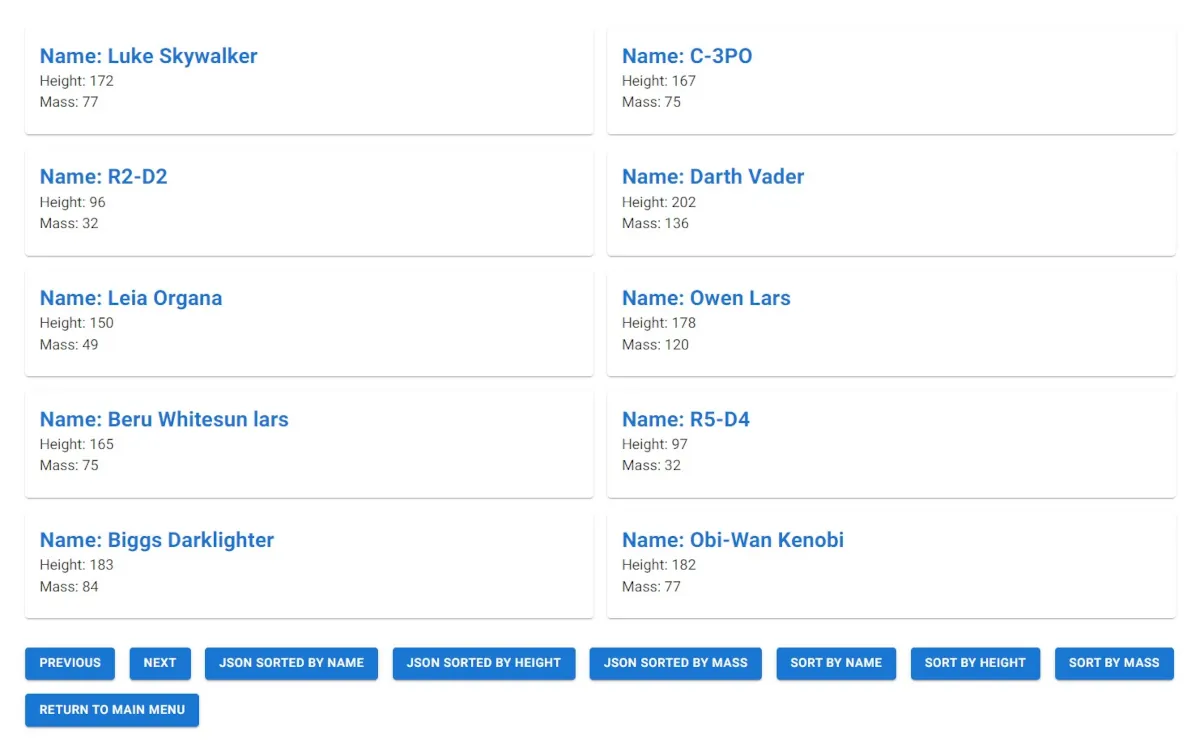 Name: Luke Skywalker
Height: 172
Mass: 77
Name: C-3PO
Height: 167
Mass: 75
Name: R2-D2
Height: 96
Mass: 32
Name: Darth Vader
Height: 202
Mass: 136
Name: Leia Organa
Height: 150
Mass: 49
Name: Owen Lars
Height: 178
Mass: 120
Name: Beru Whitesun lars
Height: 165
Mass: 75
Name: R5-D4
Height: 97
Mass: 32
Name: Biggs Darklighter
Height: 183
Mass: 84
Name: Obi-Wan Kenobi
Height: 182
Mass: 77
PREVIOUS
NEXT
JSON SORTED BY NAME
JSON SORTED BY HEIGHT
JSON SORTED BY MASS
SORT BY NAME
SORT BY HEIGHT
SORT BY MASS
RETURN TO MAIN MENU